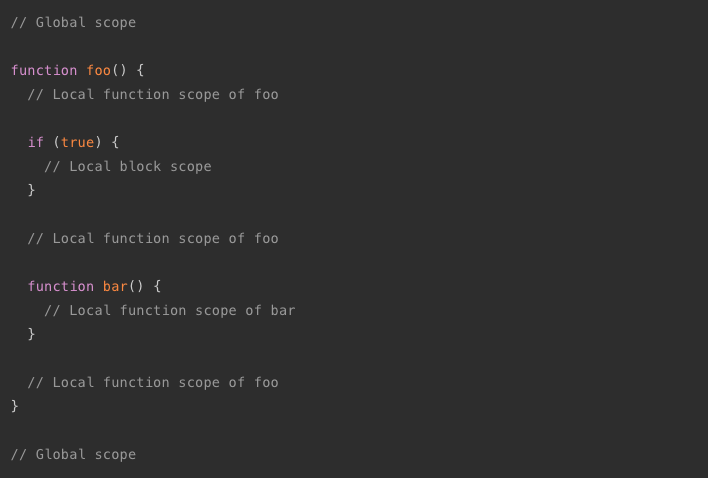 // Global scope
function foo() {
// Local function scope of foo
if (true) {
// Local block scope
}
// Local function scope of foo
function bar() {
// Local function scope of bar
}
// Local function scope of foo
}
// Global scope